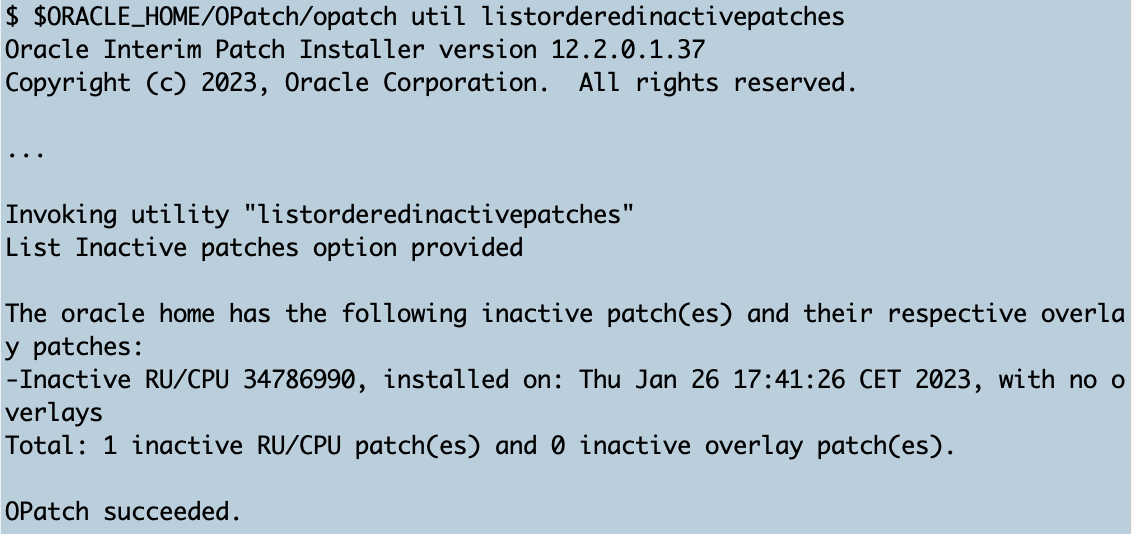 $ $ORACLE_HOME/OPatch/opatch util listorderedinactivepatches
Oracle Interim Patch Installer version 12.2.0.1.37
Copyright (c) 2023, Oracle Corporation.  All rights reserved.
...
Invoking utility "listorderedinactivepatches"
List Inactive patches option provided
The oracle home has the following inactive patch(es) and their respective overla
y patches:
-Inactive RU/CPU 34786990, installed on: Thu Jan 26 17:41:26 CET 2023, with no o
verlays
Total: 1 inactive RU/CPU patch(es) and 0 inactive overlay patch(es).
OPatch succeeded.